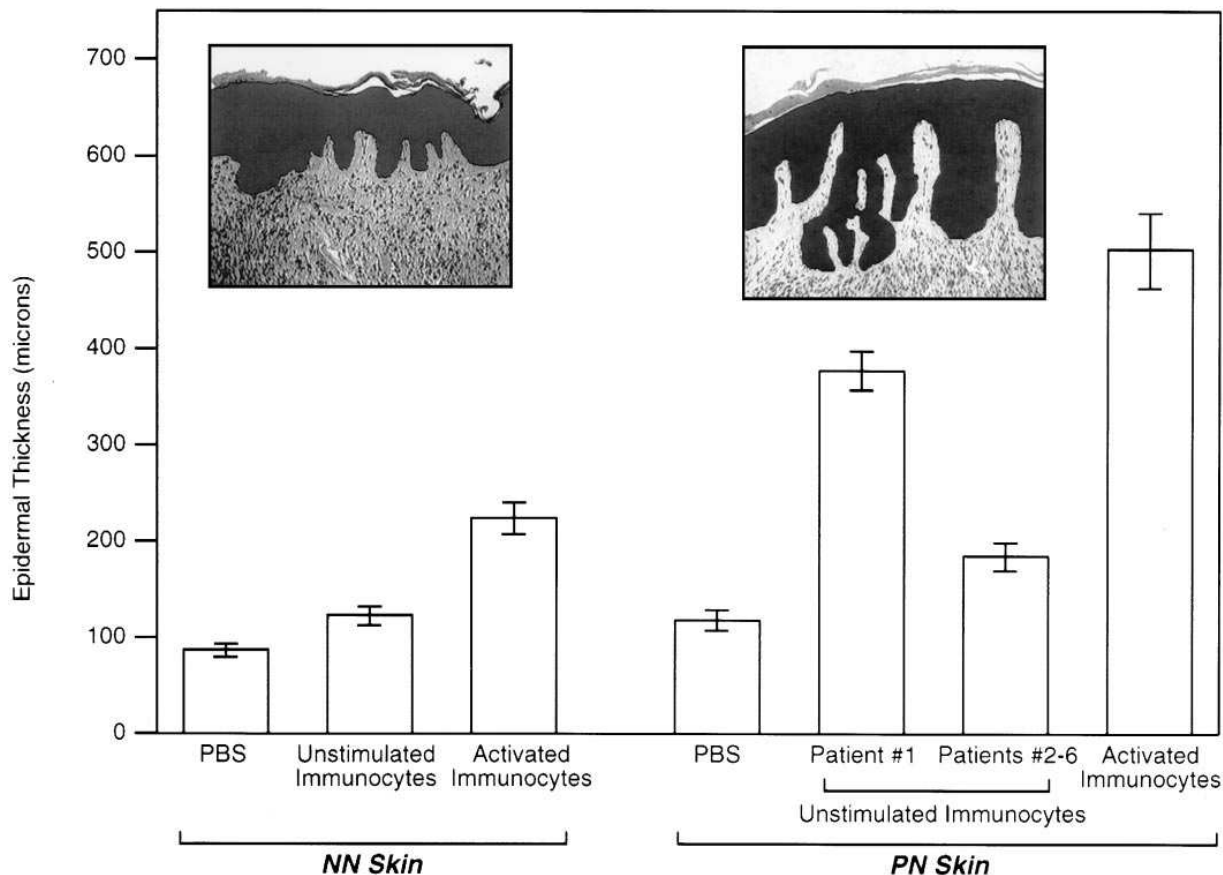 Epidermal Thickness (microns)
700
600
500
400
300
200
100
0
PBS
Unstimulated
Immunocytes
Activated
Immunocytes
NN Skin
PBS
Patient #1
Patients #2-6
Unstimulated Immunocytes
Activated
Immunocytes
PN Skin